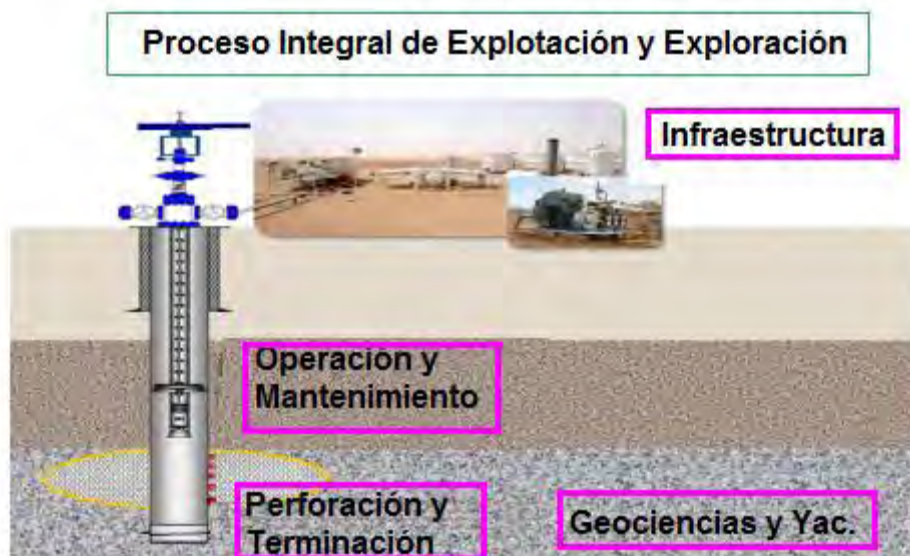 Proceso Integral de Explotación y Exploración
Infraestructura
Operación y
Mantenimiento
Perforación y
Terminación
Geociencias y Yac.